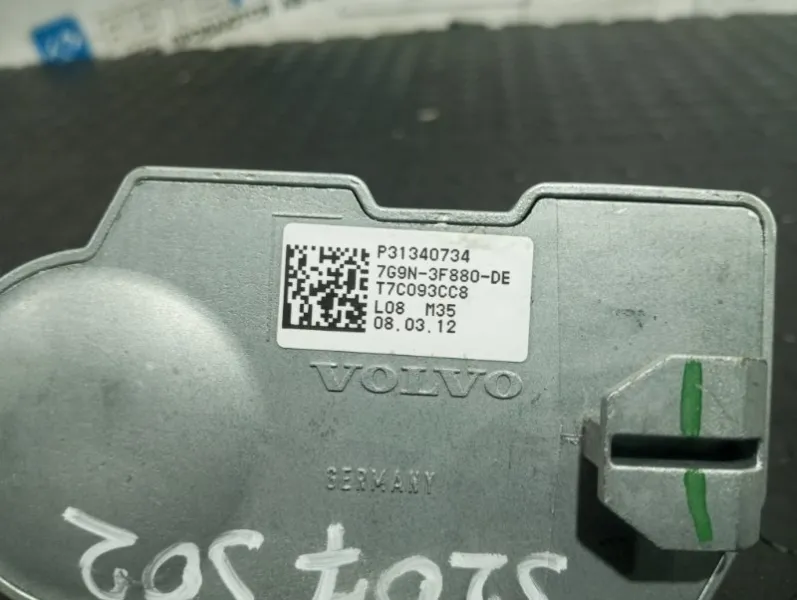 P31340734
7G9N-3F880-DE
T7C093CC8
L08 M35
08.03.12
VOLVO
GERMANY